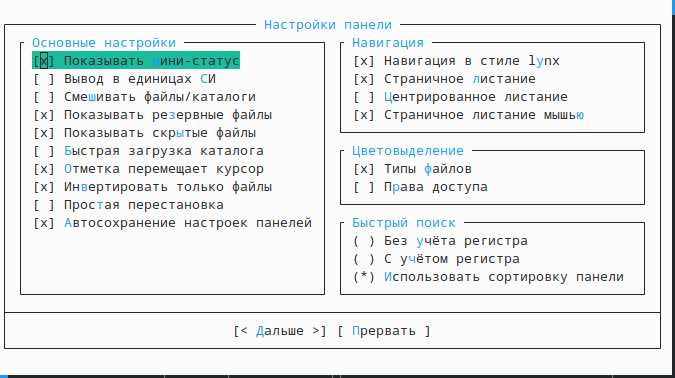 Настройки панели
Основные настройки
[x] Показывать мини-статус
[ ] Вывод в единицах СИ
[ ] Смешивать файлы/каталоги
[x] Показывать резервные файлы
[x] Показывать скрытые файлы
[ ] Быстрая загрузка каталога
[x] Отметка перемещает курсор
[x] Инвертировать только файлы
[ ] Простая перестановка
[x] Автосохранение настроек панелей
Навигация
[x] Навигация в стиле lynx
[x] Страничное листание
[ ] Центрированное листание
[x] Страничное листание мышью
Цветовыделение
[x] Типы файлов
[ ] Права доступа
Быстрый поиск
( ) Без учёта регистра
( ) С учётом регистра
(*) Использовать сортировку панели
[< Дальше >] [ Прервать ]